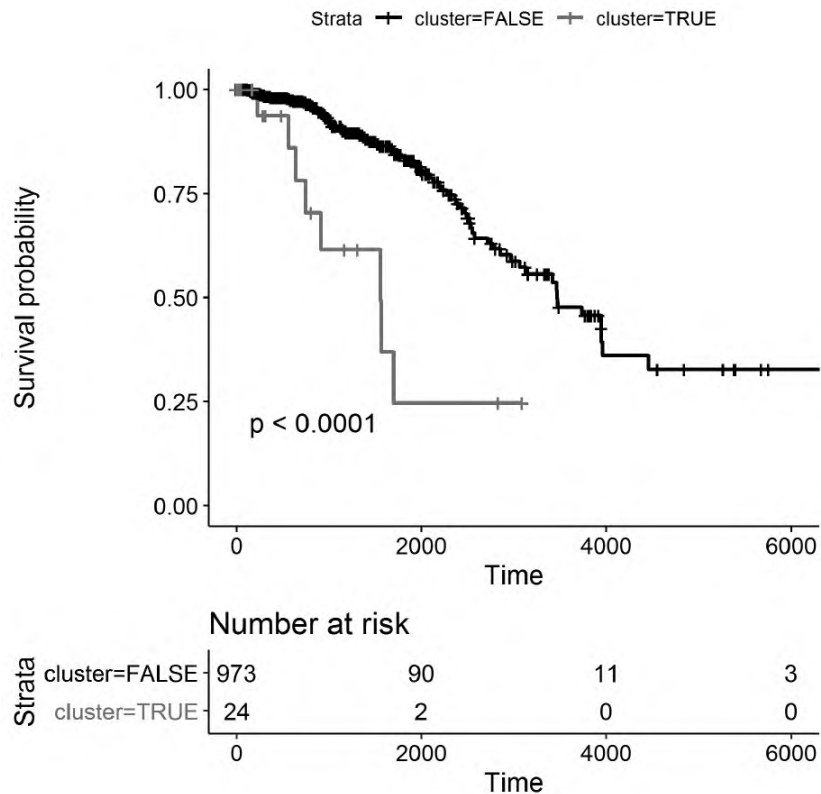 Strata cluster=FALSE cluster=TRUE
1.00
0.75
0.50
0.25
0.00
Survival probability
p < 0.0001
0 2000 4000 6000
Time
Number at risk
Strata
cluster=FALSE 973 90 11 3
cluster=TRUE 24 2 0 0
0 2000 4000 6000
Time